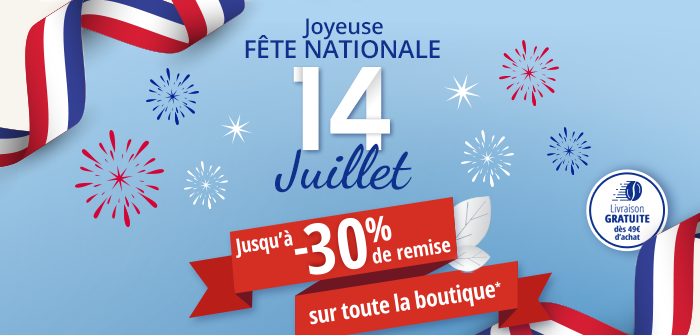 Joyeuse
FÊTE NATIONALE
14
Juillet
Jusqu'à
-30%
de remise
sur toute la boutique*
Livraison
GRATUITE
dès 49€
d'achat